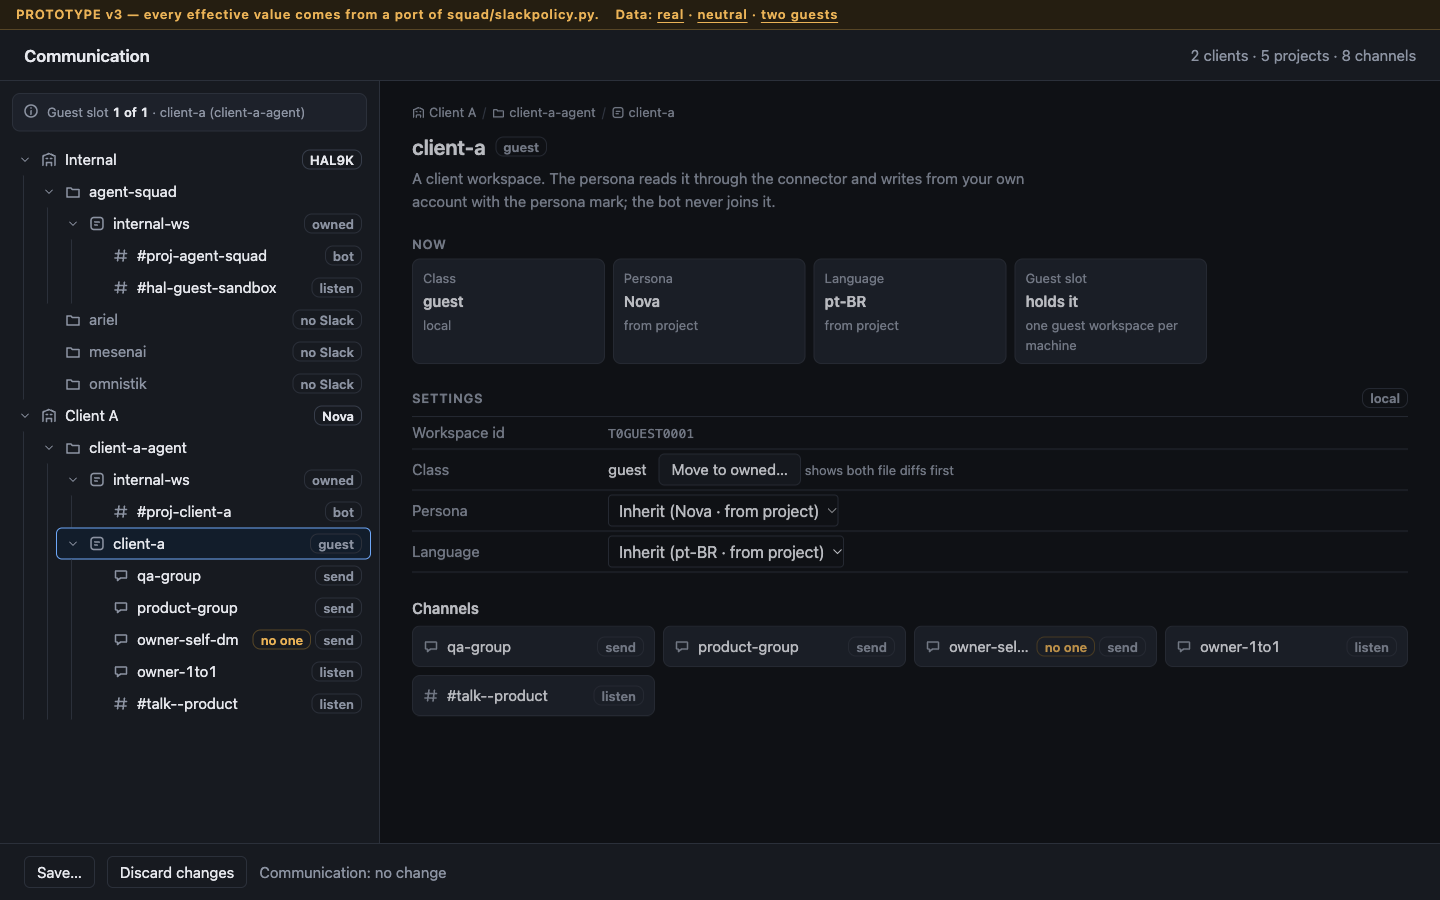 PROTOTYPE v3 — every effective value comes from a port of squad/slackpolicy.py. Data: real · neutral · two guests
Communication
2 clients · 5 projects · 8 channels
Guest slot 1 of 1 · client-a (client-a-agent)
Internal HAL9K
agent-squad
internal-ws owned
#proj-agent-squad bot
#hal-guest-sandbox listen
ariel no Slack
mesenai no Slack
omnistik no Slack
Client A Nova
client-a-agent
internal-ws owned
#proj-client-a bot
client-a guest
qa-group send
product-group send
owner-self-dm no one send
owner-1to1 listen
#talk--product listen
Client A / client-a-agent / client-a
client-a guest
A client workspace. The persona reads it through the connector and writes from your own
account with the persona mark; the bot never joins it.
NOW
Class
guest
local
Persona
Nova
from project
Language
pt-BR
from project
Guest slot
holds it
one guest workspace per
machine
SETTINGS local
Workspace id T0GUEST0001
Class guest Move to owned... shows both file diffs first
Persona Inherit (Nova · from project)
Language Inherit (pt-BR · from project)
Channels
qa-group send
product-group send
owner-sel... no one send
owner-1to1 listen
#talk--product listen
Save... Discard changes Communication: no change